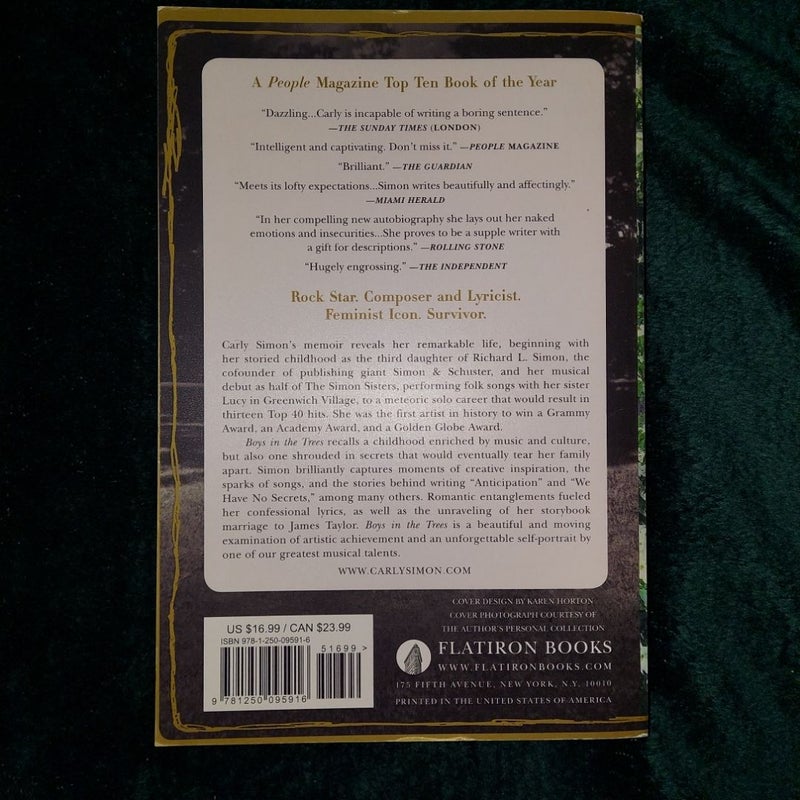 A People Magazine Top Ten Book of the Year
“Dazzling...Carly is incapable of writing a boring sentence.”
—THE SUNDAY TIMES (LONDON)
“Intelligent and captivating. Don’t miss it.” —PEOPLE MAGAZINE
“Brilliant.” —THE GUARDIAN
“Meets its lofty expectations...Simon writes beautifully and affectingly.”
—MIAMI HERALD
“In her compelling new autobiography she lays out her naked
emotions and insecurities...She proves to be a supple writer with
a gift for descriptions.” —ROLLING STONE
“Hugely engrossing.” —THE INDEPENDENT
Rock Star. Composer and Lyricist.
Feminist Icon. Survivor.
Carly Simon’s memoir reveals her remarkable life, beginning with
her storied childhood as the third daughter of Richard L. Simon, the
cofounder of publishing giant Simon & Schuster, and her musical
debut as half of The Simon Sisters, performing folk songs with her sister
Lucy in Greenwich Village, to a meteoric solo career that would result in
thirteen Top 40 hits. She was the first artist in history to win a Grammy
Award, an Academy Award, and a Golden Globe Award.
Boys in the Trees recalls a childhood enriched by music and culture,
but also one shrouded in secrets that would eventually tear her family
apart. Simon brilliantly captures moments of creative inspiration, the
sparks of songs, and the stories behind writing “Anticipation” and “We
Have No Secrets,” among many others. Romantic entanglements fueled
her confessional lyrics, as well as the unraveling of her storybook
marriage to James Taylor. Boys in the Trees is a beautiful and moving
examination of artistic achievement and an unforgettable self-portrait by
one of our greatest musical talents.
WWW.CARLYSIMON.COM
COVER DESIGN BY KAREN HORTON
COVER PHOTOGRAPH COURTESY OF
THE AUTHOR’S PERSONAL COLLECTION
FLATIRON BOOKS
WWW.FLATIRONBOOKS.COM
175 FIFTH AVENUE, NEW YORK, N.Y. 10010
PRINTED IN THE UNITED STATES OF AMERICA
US $16.99 / CAN $23.99
ISBN 978-1-250-09591-6
51699>
9 781250 095916